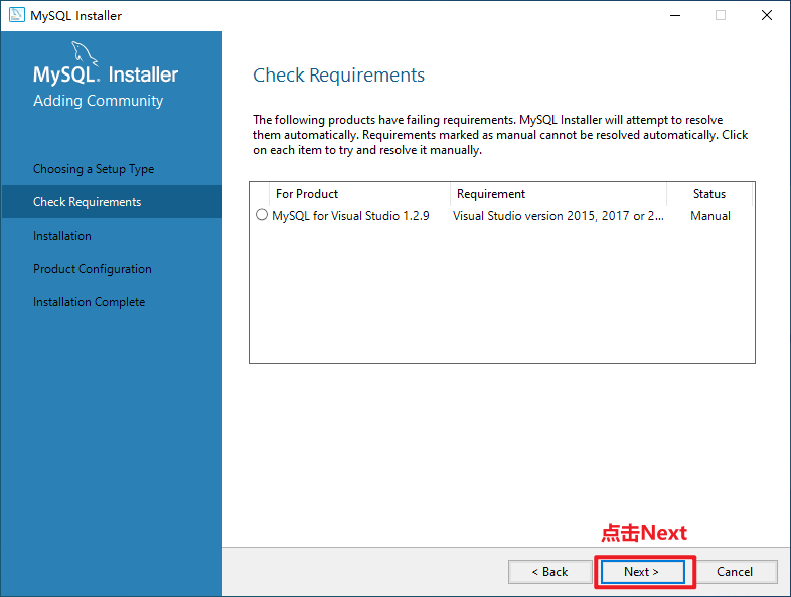 MySQL Installer
MySQL. Installer
Adding Community
Choosing a Setup Type
Check Requirements
Installation
Product Configuration
Installation Complete
Check Requirements
The following products have failing requirements. MySQL Installer will attempt to resolve
them automatically. Requirements marked as manual cannot be resolved automatically. Click
on each item to try and resolve it manually.
For Product Requirement Status
MySQL for Visual Studio 1.2.9 Visual Studio version 2015, 2017 or 2... Manual
点击Next
< Back Next > Cancel